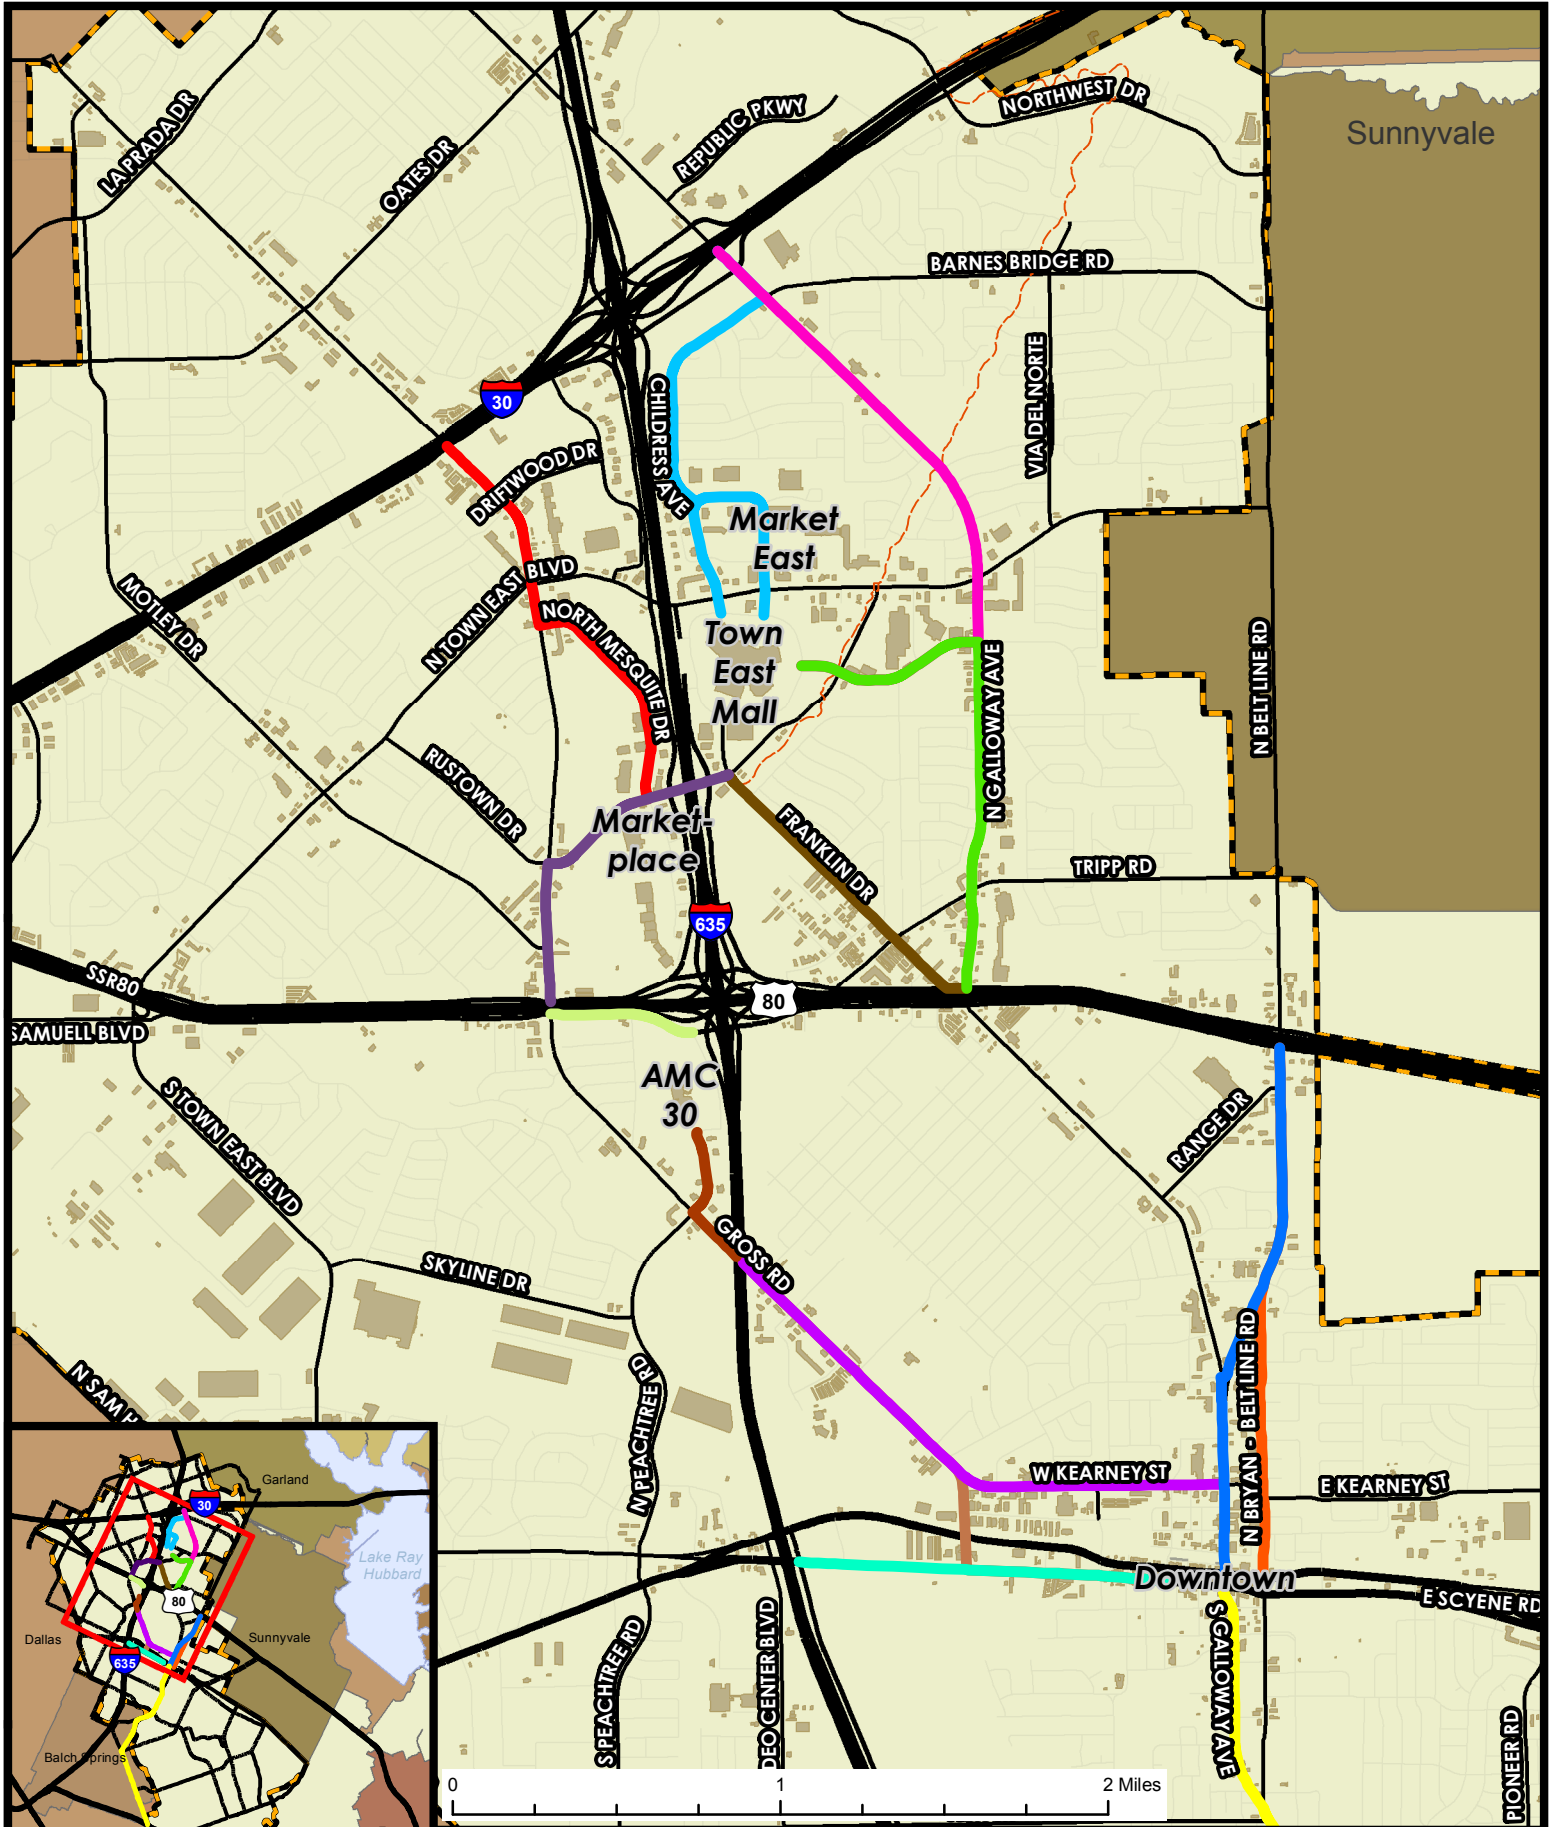 LA PRADA DR
OATES DR
REPUBLIC PKWY
NORTHWEST DR
Sunnyvale
BARNES BRIDGE RD
VIA DEL NORTE
30
CHILDRESS AVE
DRIFTWOOD DR
Market
East
MOTLEY DR
N TOWN EAST BLVD
NORTH MESQUITE DR
Town
East
Mall
N GALLOWAY AVE
N BELT LINE RD
RUSTOWN DR
Market-
place
FRANKLIN DR
TRIPP RD
635
SSR80
80
SAMUELL BLVD
AMC
30
S TOWN EAST BLVD
RANGE DR
GROSS RD
SKYLINE DR
N SAM H
N PEACHTREE RD
N BRYAN - BELT LINE RD
W KEARNEY ST
E KEARNEY ST
Downtown
E SCYENE RD
S PEACHTREE RD
DEOCENTER BLVD
S GALLOWAY AVE
PIONEER RD
Garland
30
Lake Ray
Hubbard
80
Dallas
Sunnyvale
635
Balch Springs
0 1 2 Miles